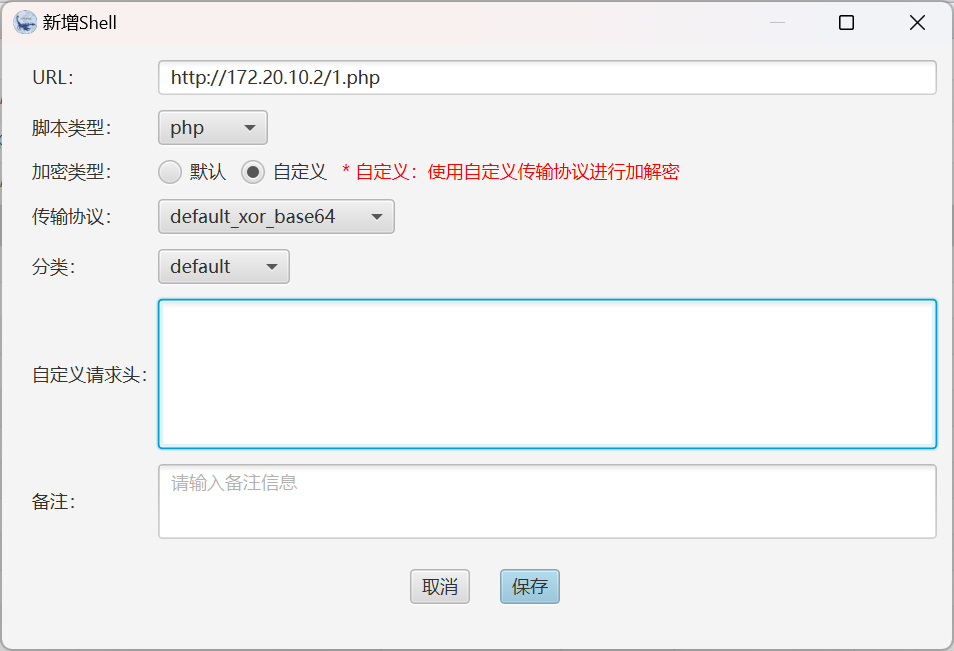 新增Shell
URL:
http://172.20.10.2/1.php
脚本类型：
php
加密类型：
默认
自定义
* 自定义：使用自定义传输协议进行加解密
传输协议：
default_xor_base64
分类：
default
自定义请求头：
备注：
请输入备注信息
取消
保存